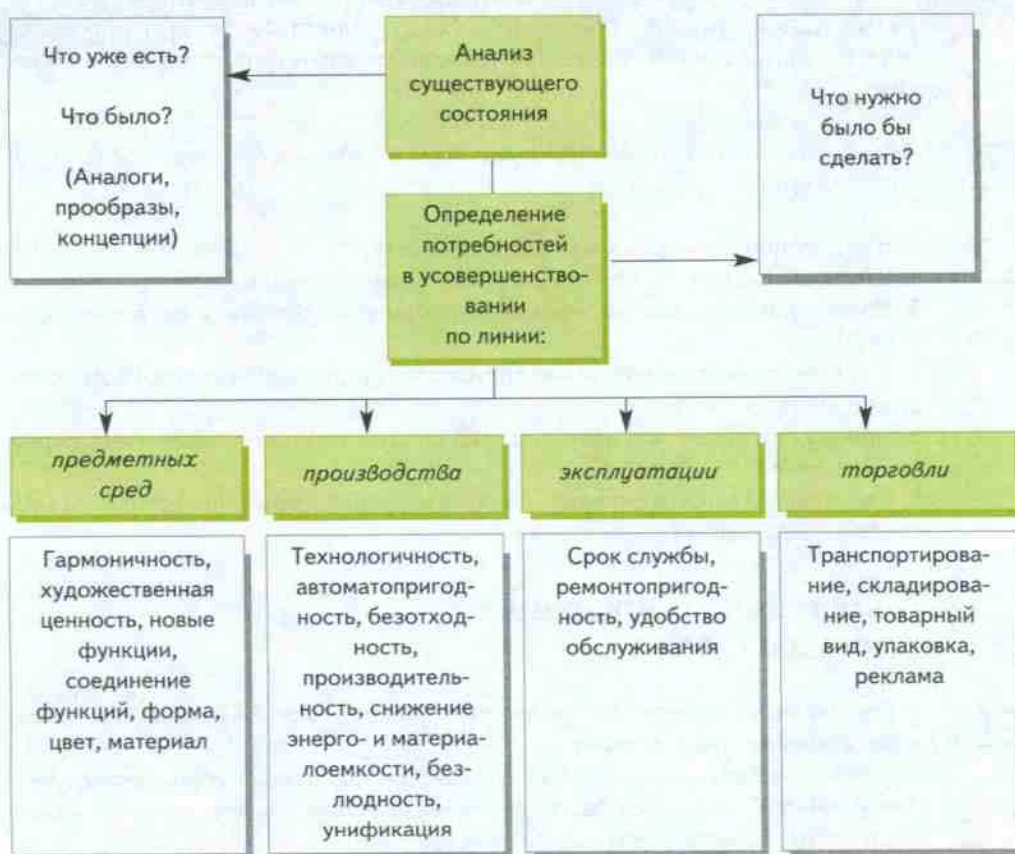 Что уже есть?
Что было?
(Аналоги,
прообразы,
концепции)
Анализ
существующего
состояния
Что нужно
было бы
сделать?
Определение
потребностей
в усовершенство-
вании
по линии:
предметных
сред
производства
эксплуатации
торговли
Гармоничность,
художественная
ценность, новые
функции,
соединение
функций, форма,
цвет, материал
Технологичность,
автоматопригод-
ность, безотход-
ность,
производитель-
ность, снижение
энерго- и материа-
лоемкости, без-
людность,
унификация
Срок службы,
ремонтопригод-
ность, удобство
обслуживания
Транспортирова-
ние, складирова-
ние, товарный
вид, упаковка,
реклама